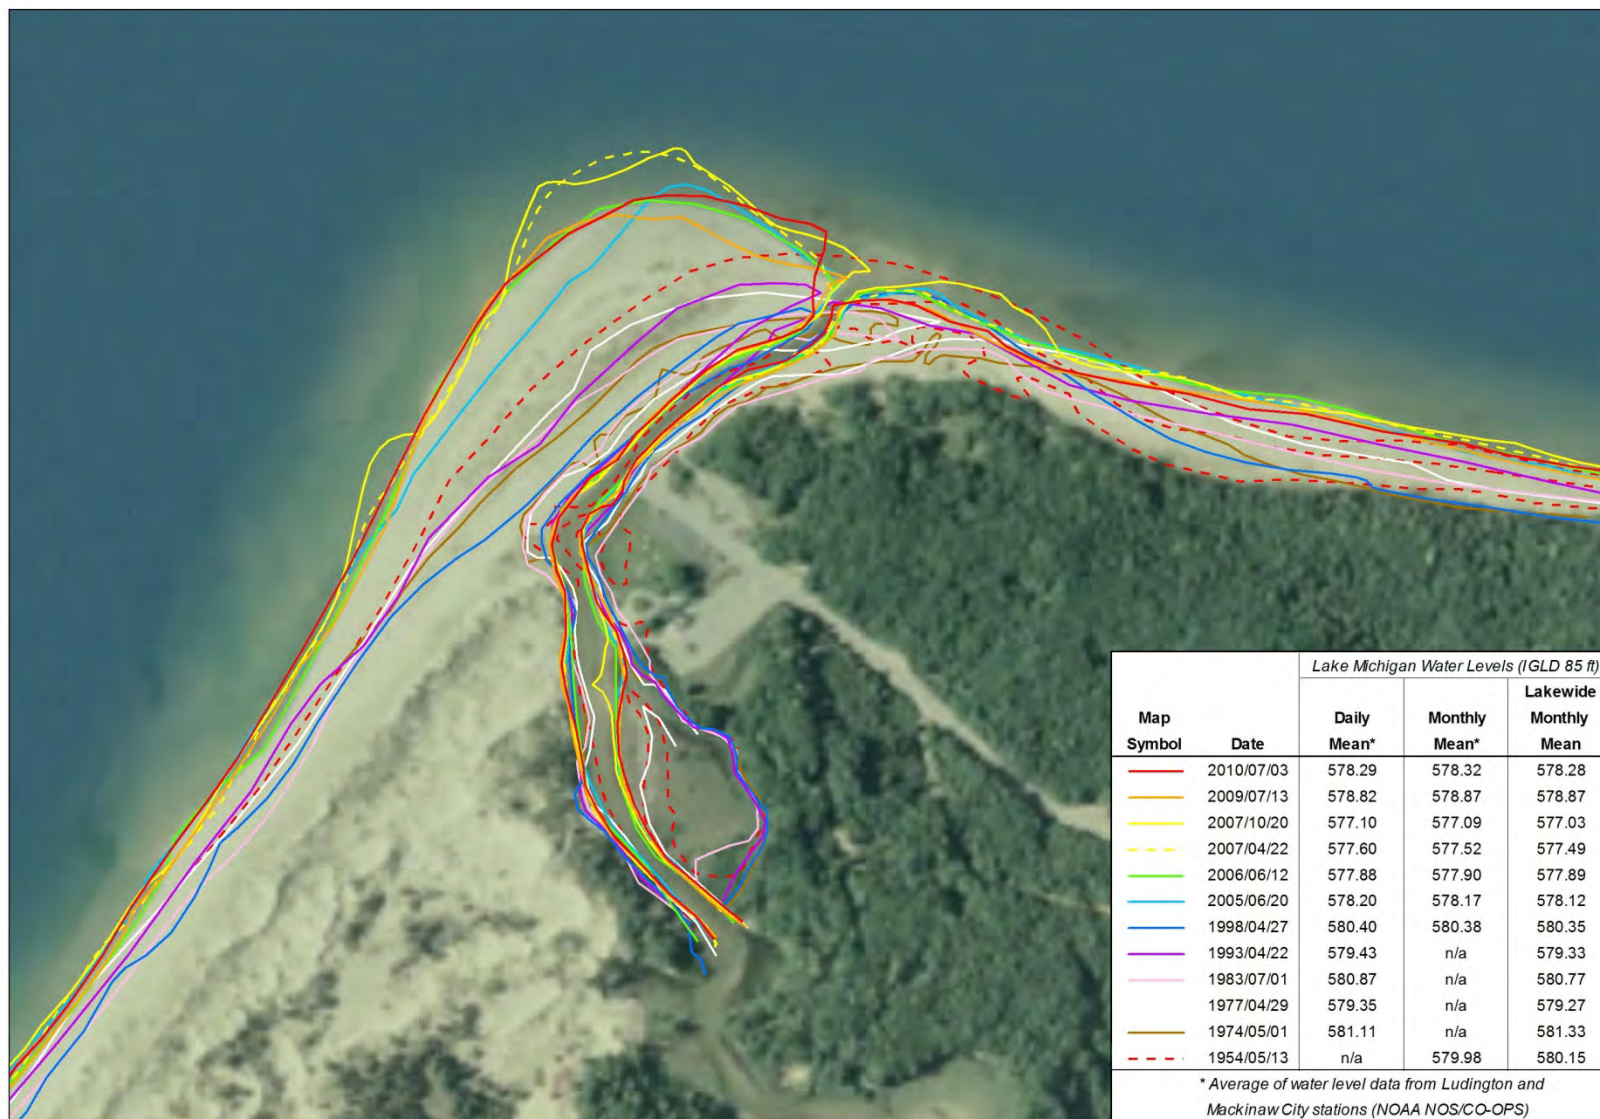 Lake Michigan Water Levels (IGLD 85 ft)
Lakewide
Map Daily Monthly Monthly
Symbol Date Mean* Mean* Mean
2010/07/03 578.29 578.32 578.28
2009/07/13 578.82 578.87 578.87
2007/10/20 577.10 577.09 577.03
2007/04/22 577.60 577.52 577.49
2006/06/12 577.88 577.90 577.89
2005/06/20 578.20 578.17 578.12
1998/04/27 580.40 580.38 580.35
1993/04/22 579.43 n/a 579.33
1983/07/01 580.87 n/a 580.77
1977/04/29 579.35 n/a 579.27
1974/05/01 581.11 n/a 581.33
1954/05/13 n/a 579.98 580.15
* Average of water level data from Ludington and
Mackinaw City stations (NOAA NOS/CO-OPS)